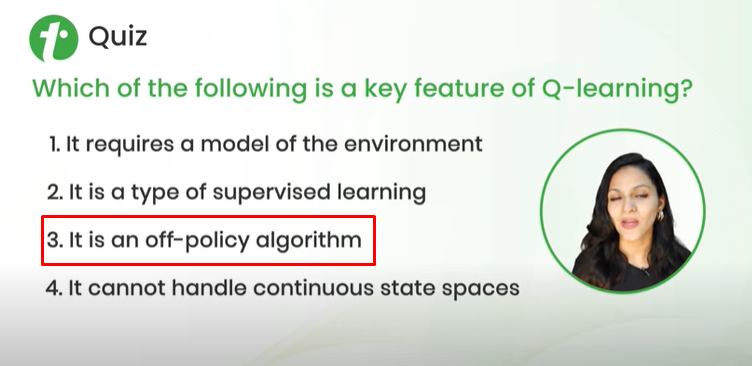 Quiz
Which of the following is a key feature of Q-learning?
1. It requires a model of the environment
2. It is a type of supervised learning
3. It is an off-policy algorithm
4. It cannot handle continuous state spaces